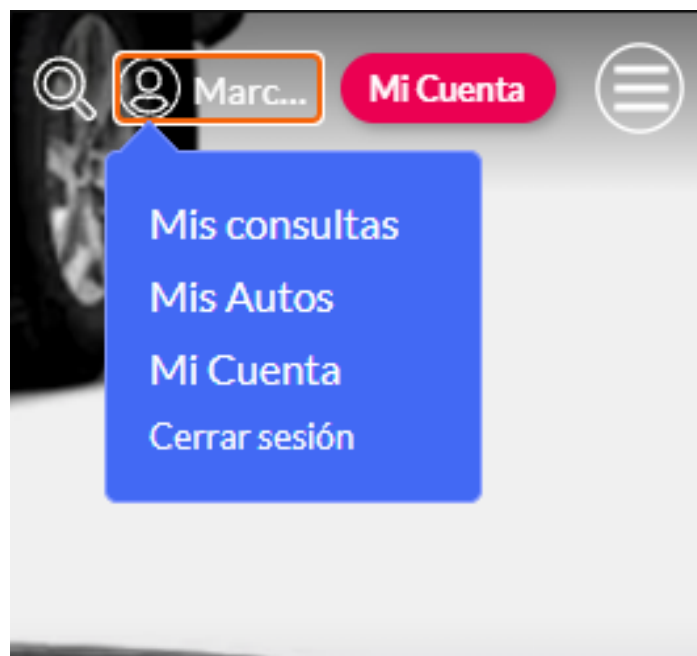 Marc... Mi Cuenta
Mis consultas
Mis Autos
Mi Cuenta
Cerrar sesión